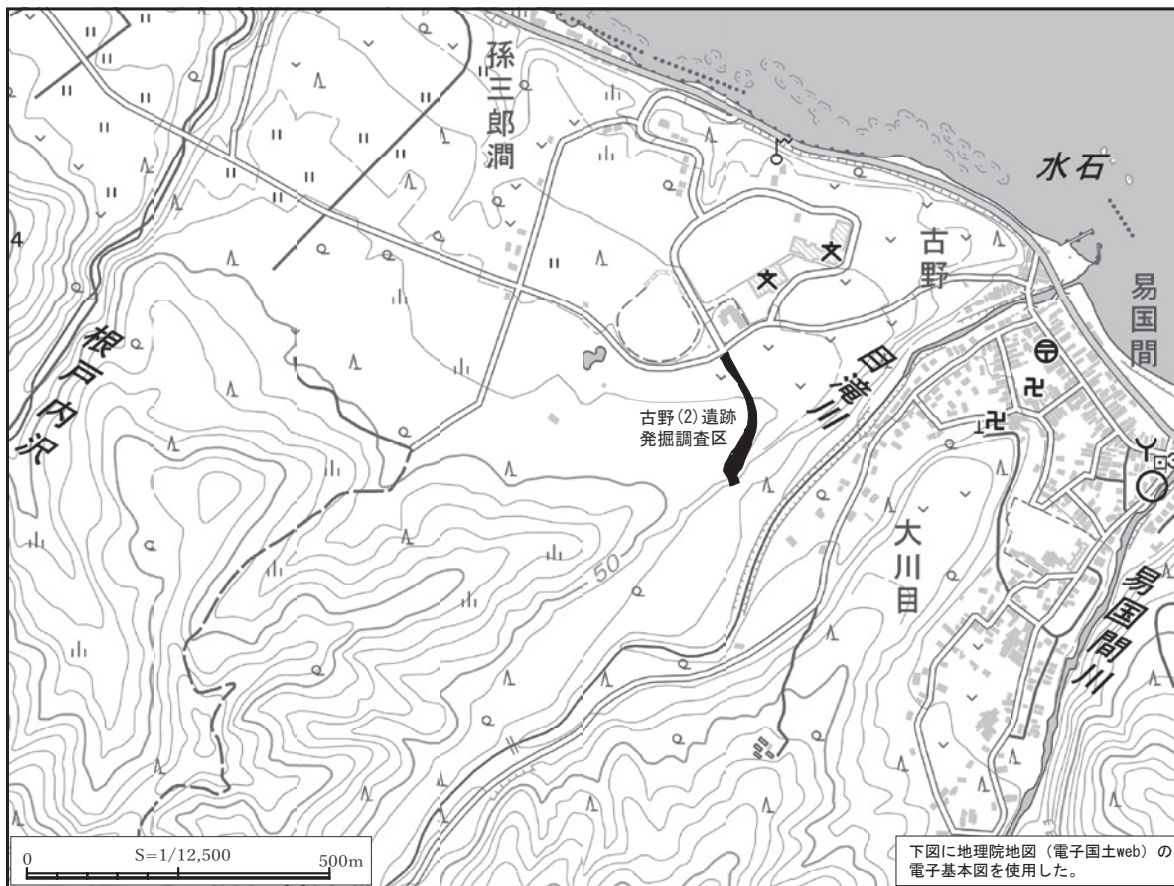 孫三郎澗
水石
古野
易国間
根戸内沢
目滝川
古野(2)遺跡
発掘調査区
大川目
易国間川
50
4
0
S=1/12,500
500m
下図に地理院地図（電子国土web）の
電子基本図を使用した。